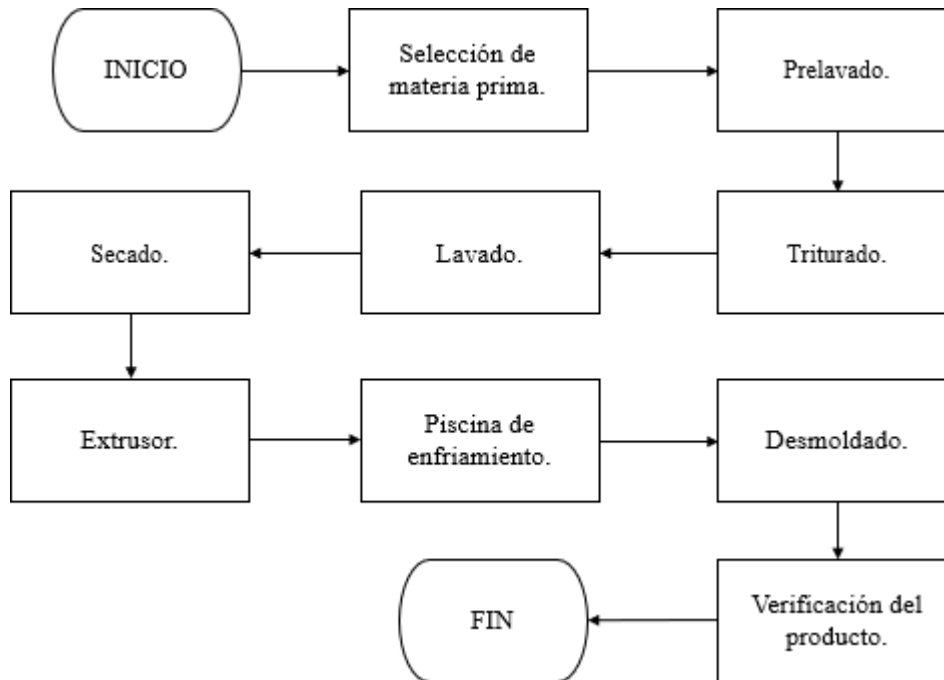 INICIO
Selección de
materia prima.
Prelavado.
Triturado.
Lavado.
Secado.
Extrusor.
Piscina de
enfriamiento.
Desmoldado.
Verificación del
producto.
FIN